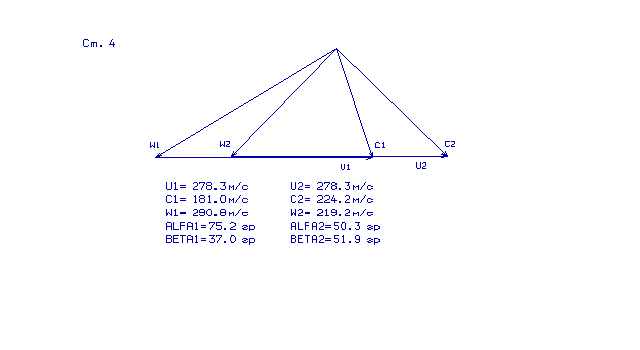 Ст. 4
W1
W2
C1
C2
U1
U2
U1= 278.3м/с
U2= 278.3м/с
C1= 181.0м/с
C2= 224.2м/с
W1= 290.8м/с
W2= 219.2м/с
ALFA1=75.2 гр
ALFA2=50.3 гр
BETA1=37.0 гр
BETA2=51.9 гр